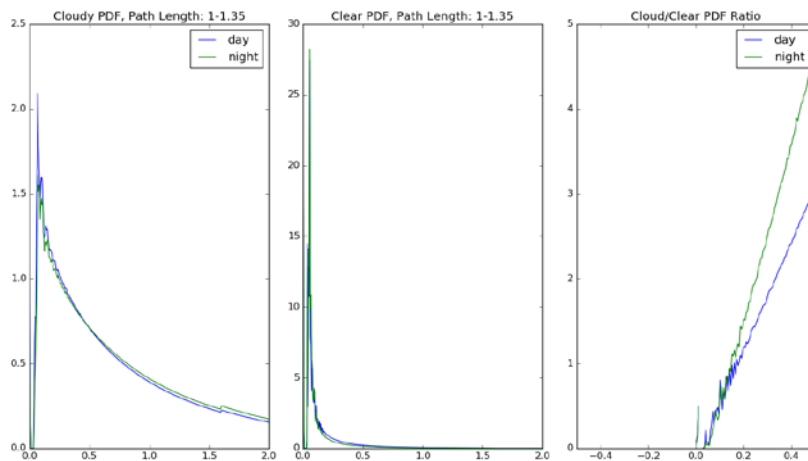 Cloudy PDF, Path Length: 1-1.35
day
night
2.5
2.0
1.5
1.0
0.5
0.0
0.0 0.5 1.0 1.5 2.0
Clear PDF, Path Length: 1-1.35
day
night
30
25
20
15
10
5
0.0
0.0 0.5 1.0 1.5 2.0
Cloud/Clear PDF Ratio
day
night
5
4
3
2
1
0
−0.4 −0.2 0.0 0.2 0.4